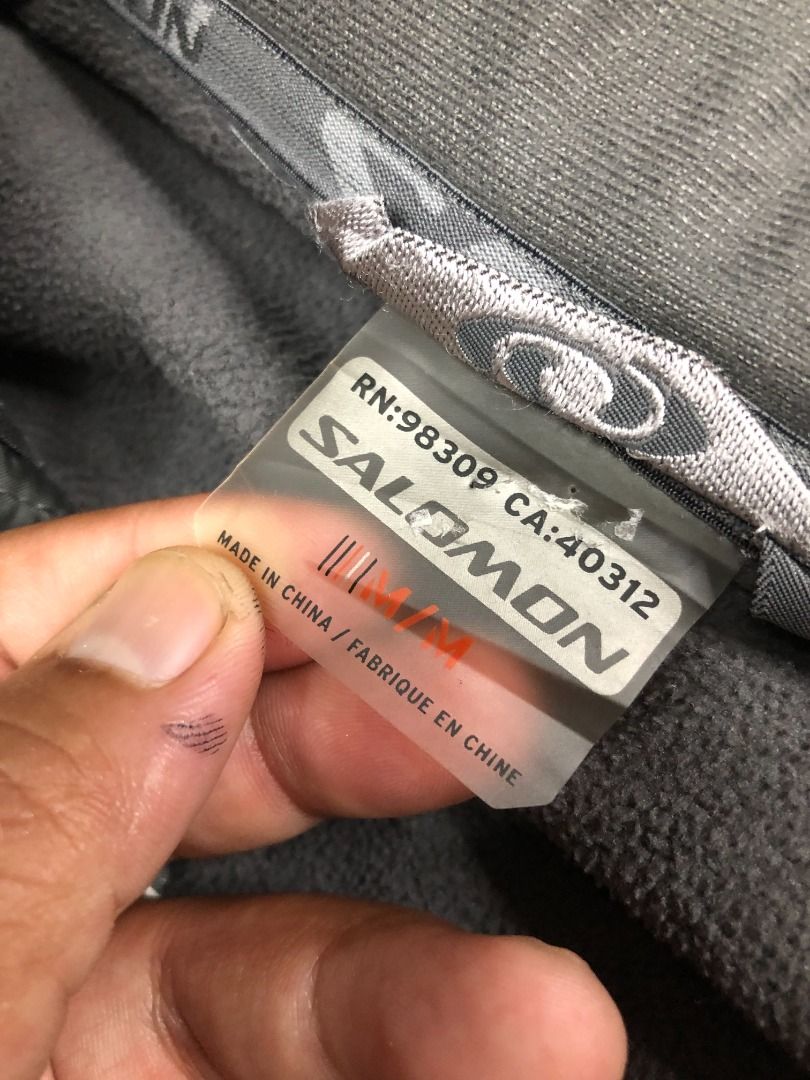 RN:98309 CA:40312
SALOMON
M/M
MADE IN CHINA / FABRIQUE EN CHINE